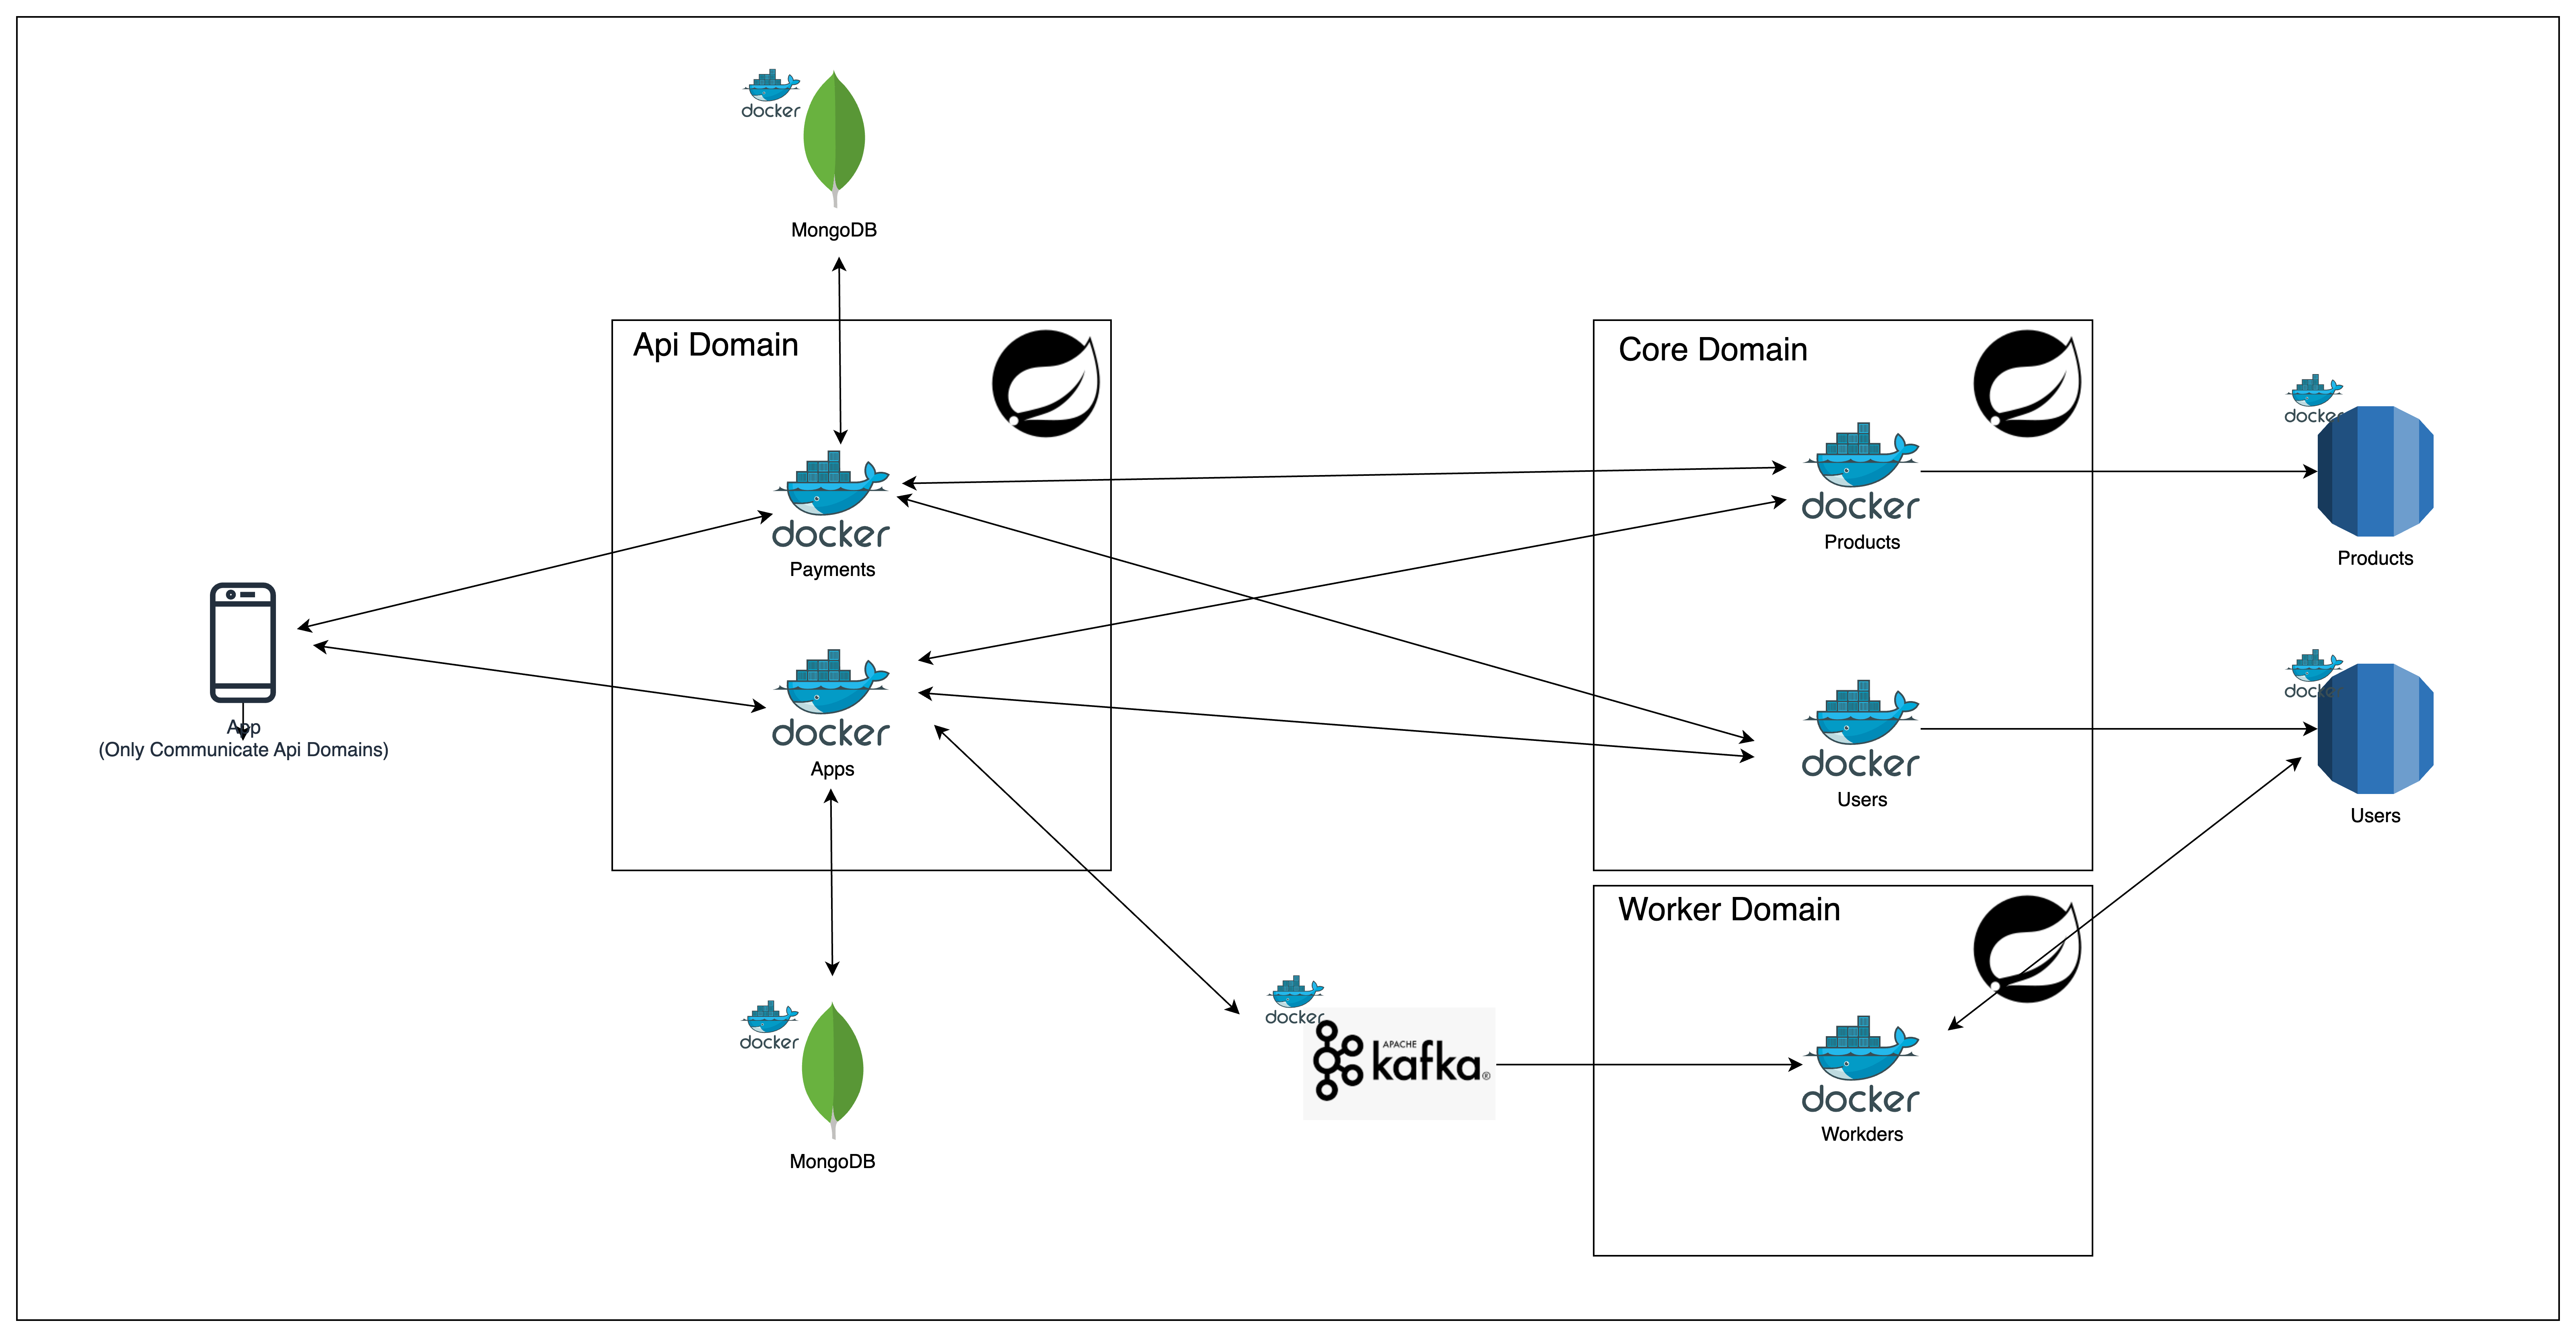 docker
MongoDB
Api Domain
docker
Payments
docker
Apps
App
(Only Communicate Api Domains)
docker
MongoDB
docker
APACHE
kafka®
Core Domain
docker
Products
docker
Users
Worker Domain
docker
Workders
docker
Products
docker
Users